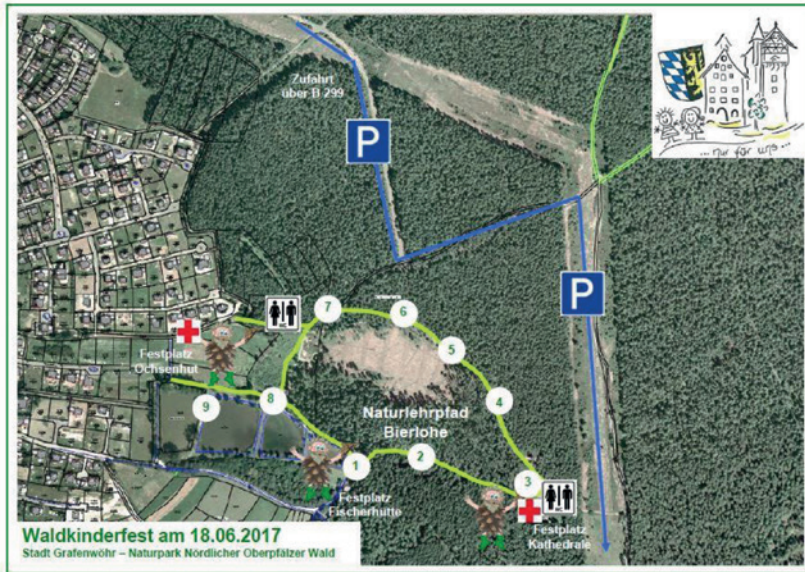 Zufahrt
über B 299
P
... nur für uns ...
P
7
6
5
Festplatz
Ochsenhut
4
9
8
Naturlehrpfad
Bierlohe
1
2
3
Festplatz
Fischerhütte
Festplatz
Kathedrale
Waldkinderfest am 18.06.2017
Stadt Grafenwöhr – Naturpark Nördlicher Oberpfälzer Wald